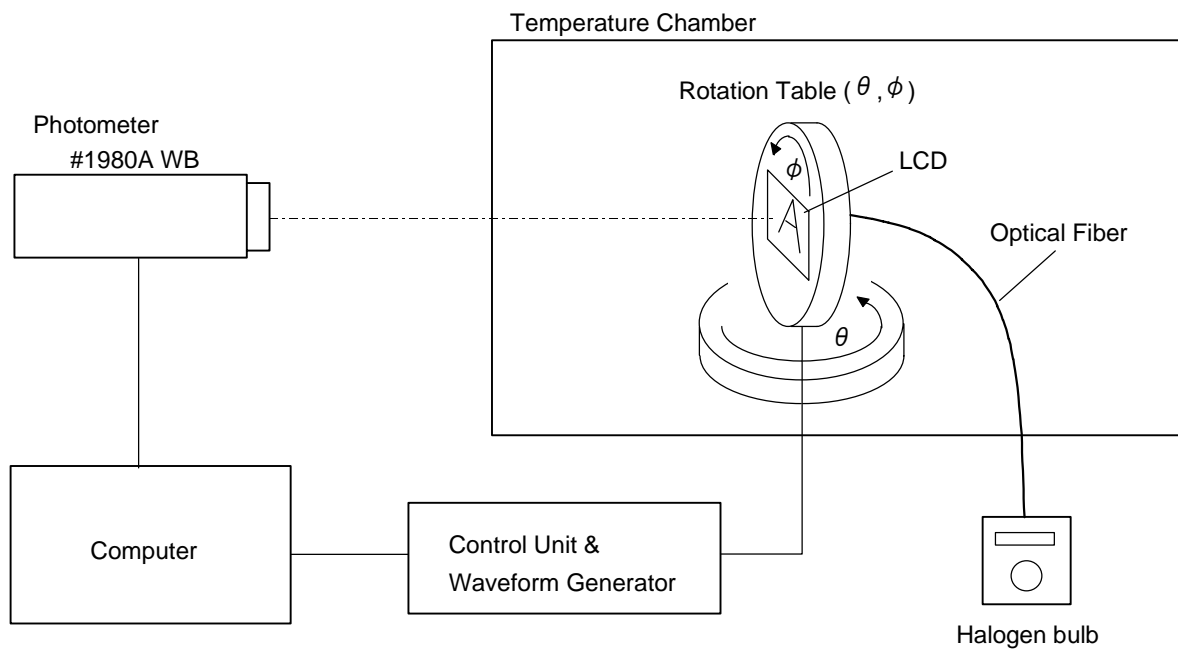 Temperature Chamber
Rotation Table ( θ , ϕ )
Photometer
#1980A WB
ϕ
LCD
A
Optical Fiber
θ
Computer
Control Unit &
Waveform Generator
Halogen bulb